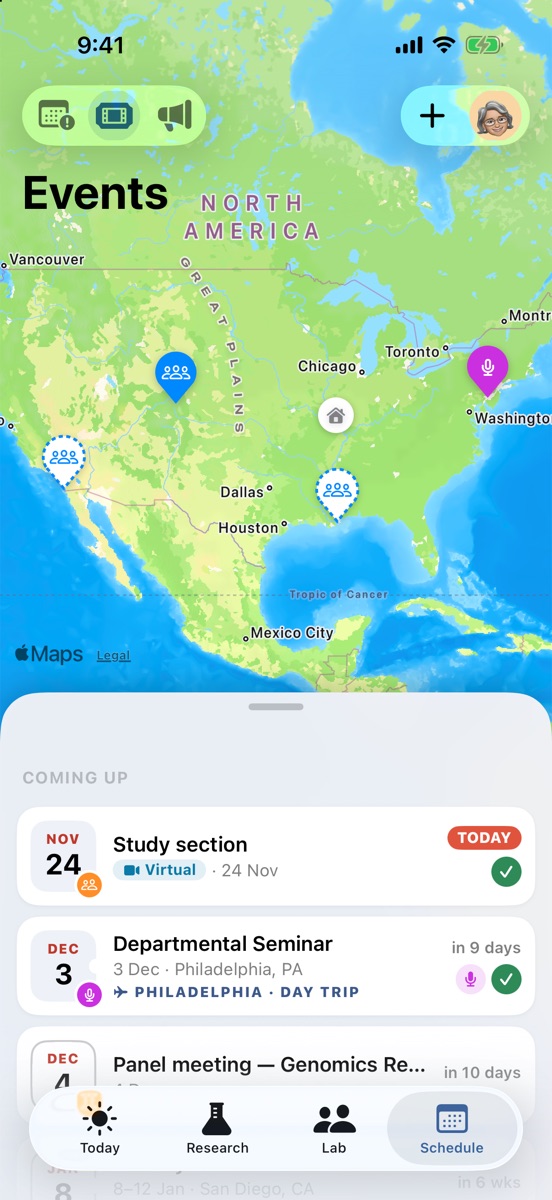 9:41
Events
NORTH
AMERICA
Vancouver
GREAT PLAINS
Montr
Toronto
Chicago
Washingto
Dallas
Houston
Tropic of Cancer
Mexico City
Maps Legal
COMING UP
NOV
24
Study section
Virtual · 24 Nov
TODAY
DEC
3
Departmental Seminar
3 Dec · Philadelphia, PA
PHILADELPHIA · DAY TRIP
in 9 days
DEC
4
Panel meeting — Genomics Re...
in 10 days
Today
Research
Lab
Schedule
JAN
8
8–12 Jan · San Diego, CA
in 6 wks